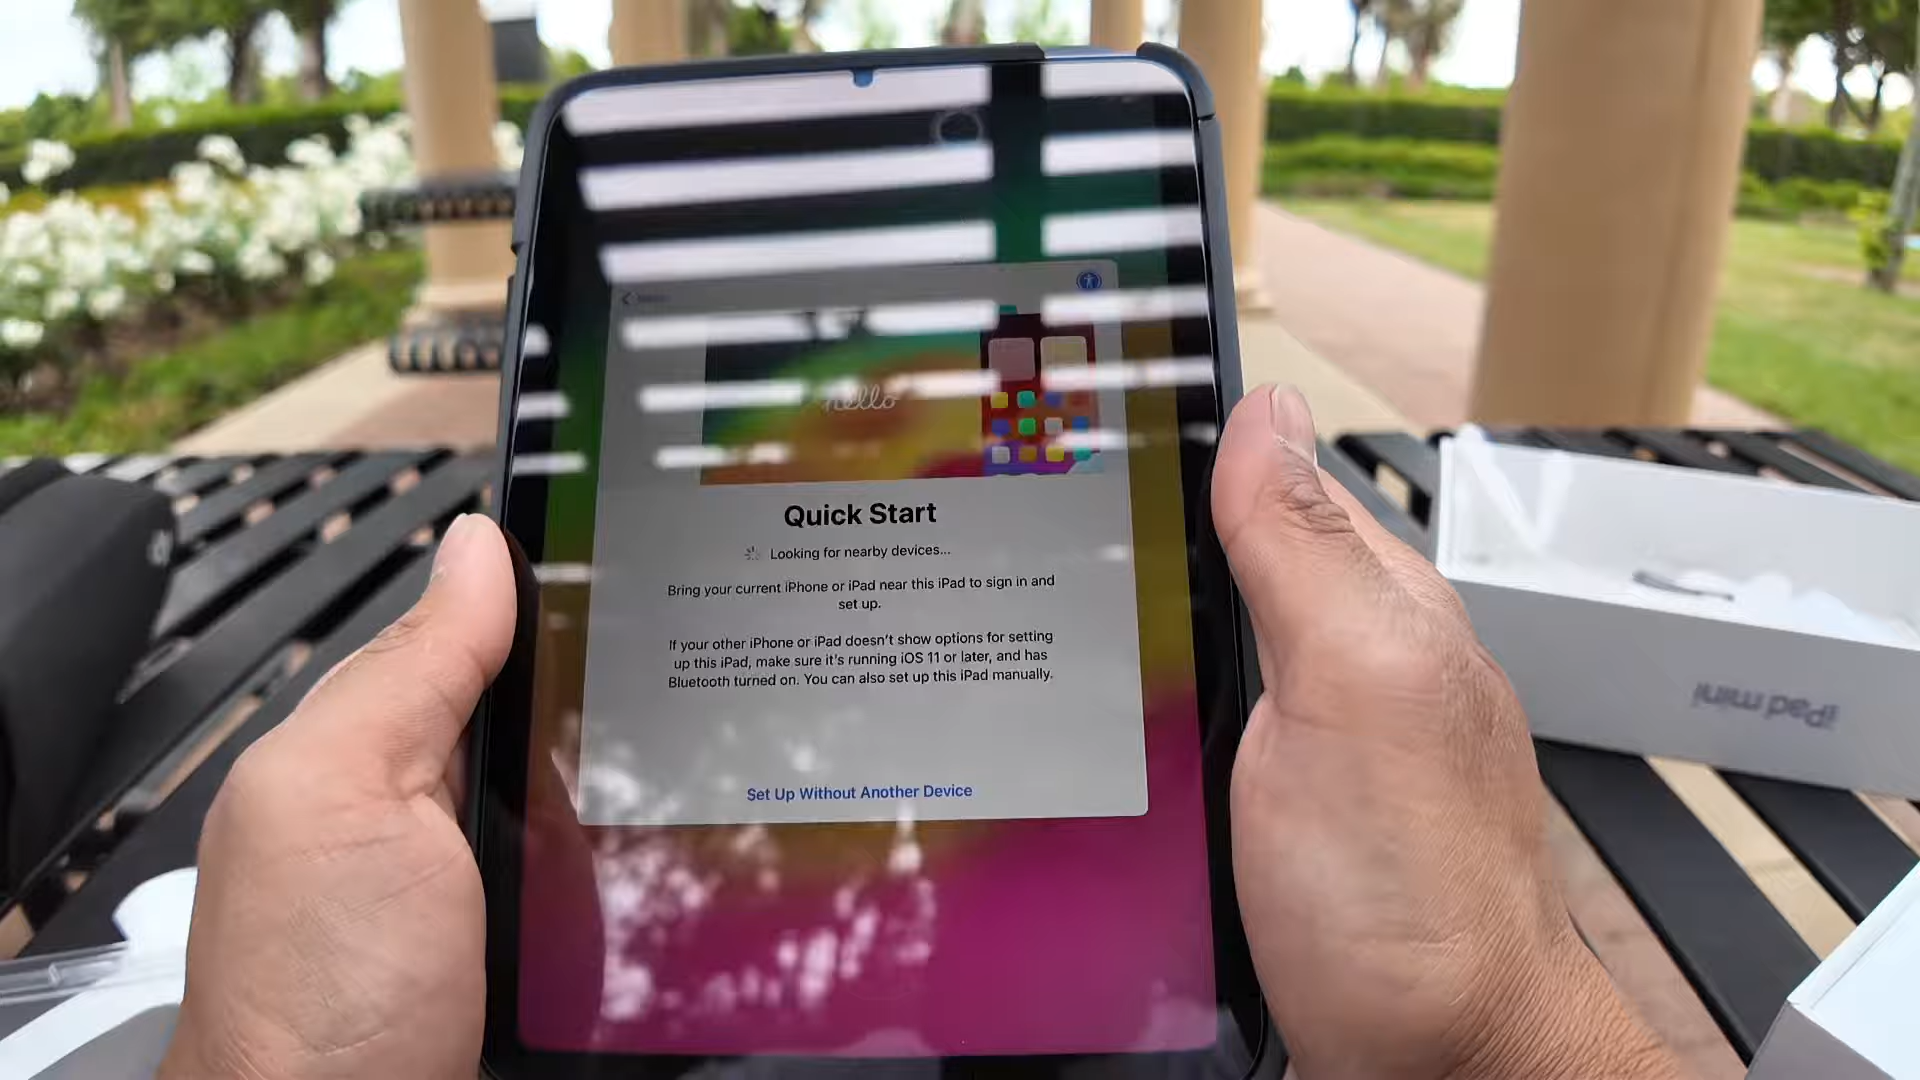 hello
Quick Start
Looking for nearby devices...
Bring your current iPhone or iPad near this iPad to sign in and
set up.
If your other iPhone or iPad doesn't show options for setting
up this iPad, make sure it's running iOS 11 or later, and has
Bluetooth turned on. You can also set up this iPad manually.
Set Up Without Another Device
iPad mini